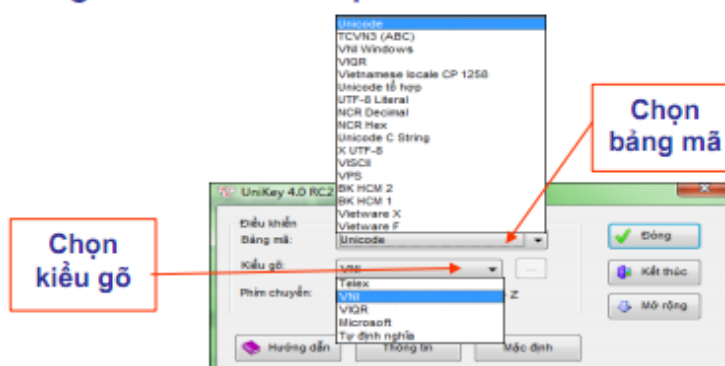 Unicode
TCVN3 (ABC)
VNI Windows
VIQR
Vietnamese locale CP 1258
Unicode tổ hợp
UTF-8 Literal
NCR Decimal
NCR Hex
Unicode C String
X UTF-8
VISCII
VPS
BK HCM 2
BK HCM 1
Vietware X
Vietware F
Chọn
bảng mã
UniKey 4.0 RC2
Điều khiển
Bảng mã:
Unicode
Đóng
Chọn
kiểu gõ
Kiểu gõ:
VNI
...
Kết thúc
Phím chuyển:
Z
Telex
VNI
VIQR
Microsoft
Tự định nghĩa
Mở rộng
Hướng dẫn
Thông tin
Mặc định